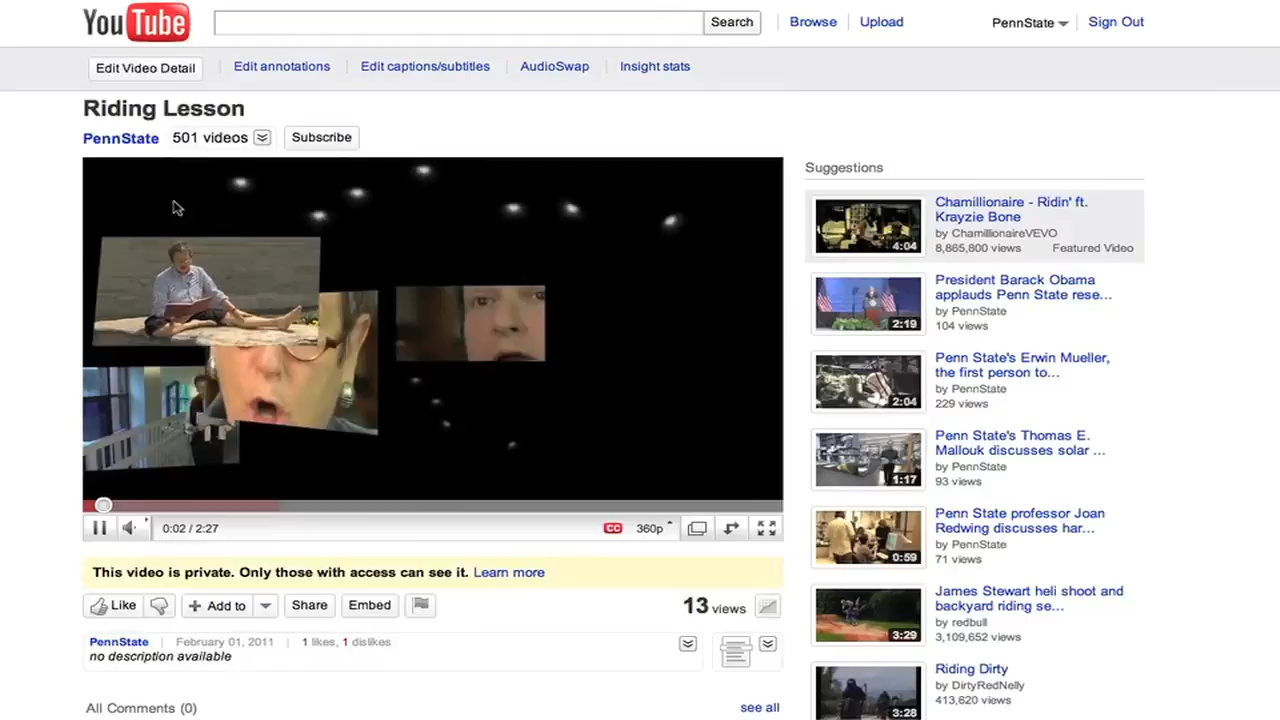 YouTube
Search
Browse
Upload
PennState
Sign Out
Edit Video Detail
Edit annotations
Edit captions/subtitles
AudioSwap
Insight stats
Riding Lesson
PennState 501 videos
Subscribe
0:02 / 2:27
CC
360p
This video is private. Only those with access can see it. Learn more
Like
Add to
Share
Embed
13 views
PennState
February 01, 2011
1 likes, 1 dislikes
no description available
All Comments (0)
see all
Suggestions
4:04
Chamillionaire - Ridin' ft.
Krayzie Bone
by ChamillionaireVEVO
8,865,800 views Featured Video
2:19
President Barack Obama
applauds Penn State rese...
by PennState
104 views
2:04
Penn State's Erwin Mueller,
the first person to...
by PennState
229 views
1:17
Penn State's Thomas E.
Mallouk discusses solar ...
by PennState
93 views
0:59
Penn State professor Joan
Redwing discusses har...
by PennState
71 views
3:29
James Stewart heli shoot and
backyard riding se...
by redbull
3,109,652 views
3:28
Riding Dirty
by DirtyRedNelly
413,620 views